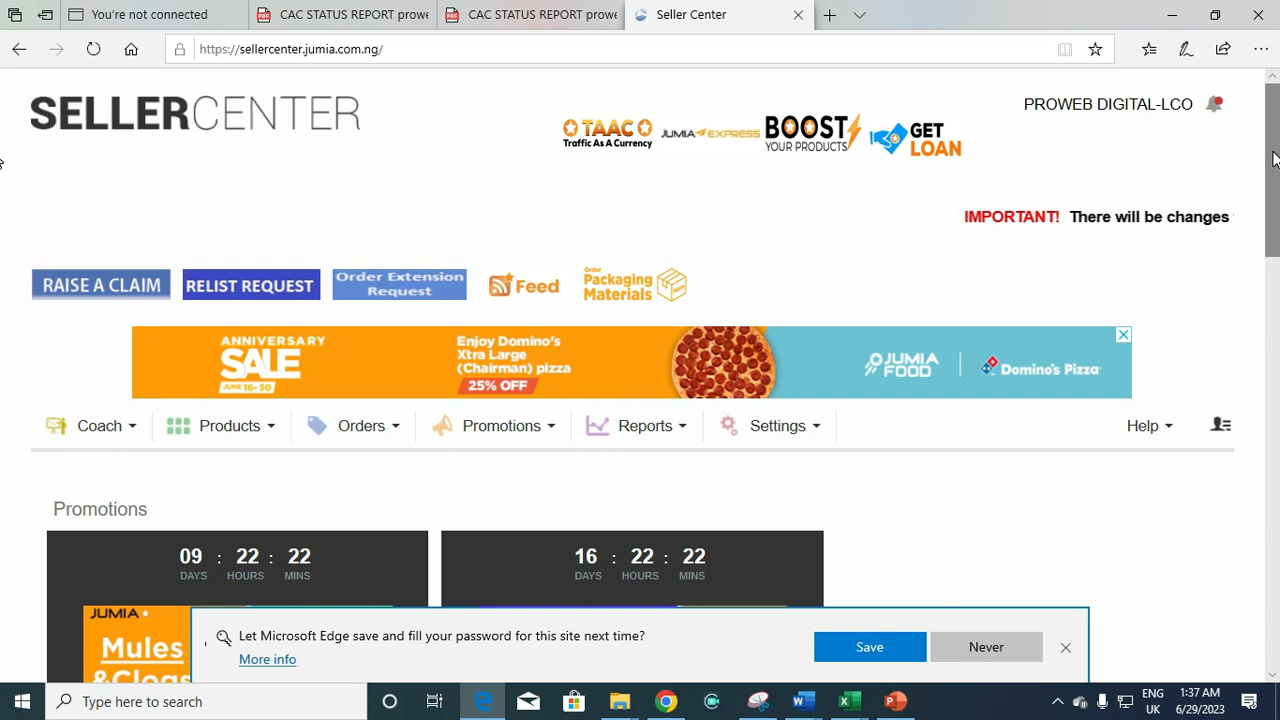 You're not connected
CAC STATUS REPORT prowe
CAC STATUS REPORT prowe
Seller Center
https://sellercenter.jumia.com.ng/
SELLERCENTER
TAAC
Traffic As A Currency
JUMIA EXPRESS
BOOST
YOUR PRODUCTS
GET
LOAN
PROWEB DIGITAL-LCO
IMPORTANT! There will be changes
RAISE A CLAIM
RELIST REQUEST
Order Extension
Request
Feed
Order
Packaging
Materials
ANNIVERSARY
SALE
JUNE 16-30
Enjoy Domino's
Xtra Large
(Chairman) pizza
25% OFF
JUMIA
FOOD
Domino's Pizza
Coach
Products
Orders
Promotions
Reports
Settings
Help
Promotions
09 : 22 : 22
DAYS HOURS MINS
16 : 22 : 22
DAYS HOURS MINS
JUMIA
Mules
& Clogs
Let Microsoft Edge save and fill your password for this site next time?
More info
Save
Never
Type here to search
ENG
UK
1:37 AM
6/29/2023